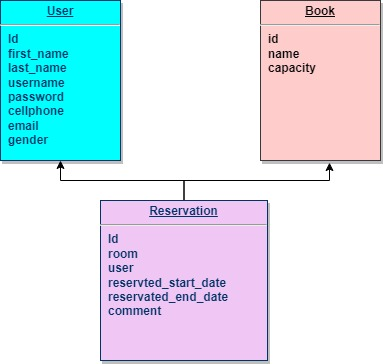 User
Id
first_name
last_name
username
password
cellphone
email
gender
Book
id
name
capacity
Reservation
Id
room
user
reservted_start_date
reservated_end_date
comment